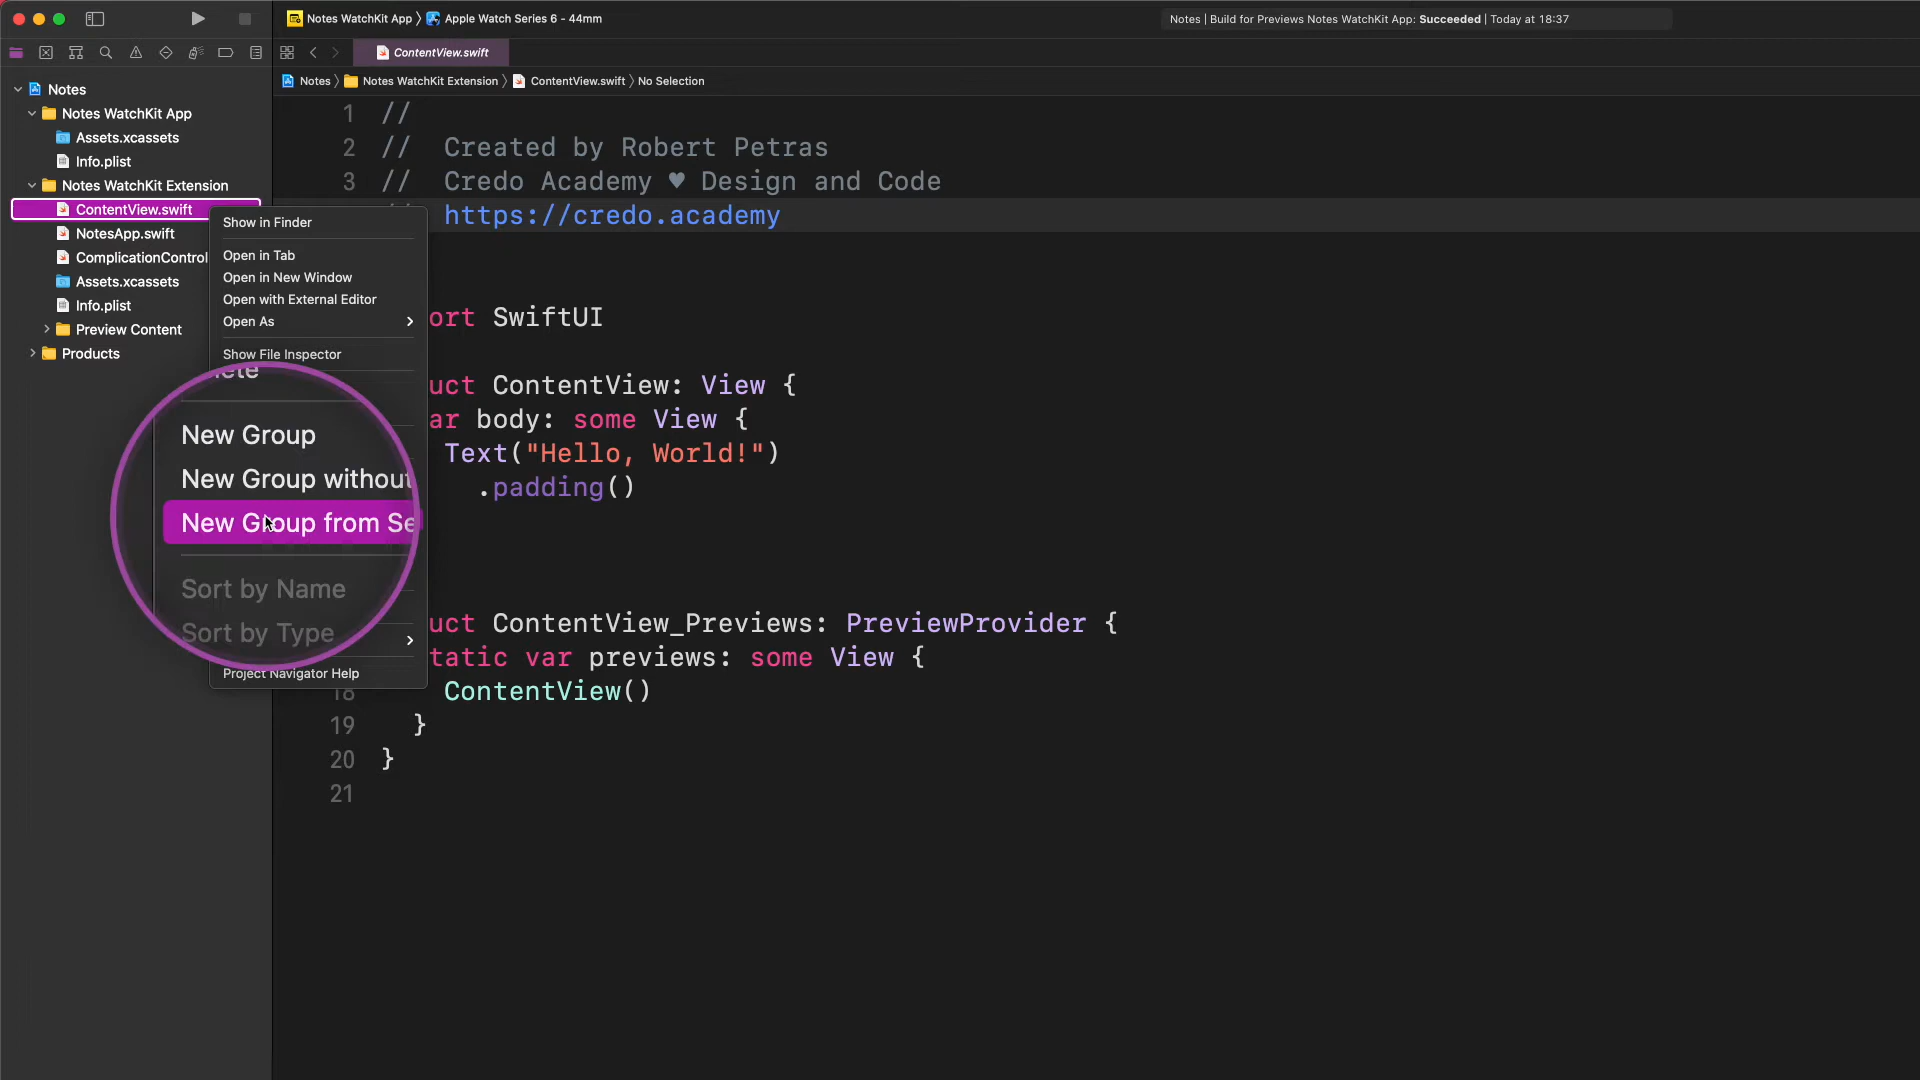 Notes WatchKit App 〉 Apple Watch Series 6 - 44mm
Notes | Build for Previews Notes WatchKit App: Succeeded | Today at 18:37
ContentView.swift
Notes 〉 Notes WatchKit Extension 〉 ContentView.swift 〉 No Selection
Notes
Notes WatchKit App
Assets.xcassets
Info.plist
Notes WatchKit Extension
ContentView.swift
NotesApp.swift
ComplicationControl
Assets.xcassets
Info.plist
Preview Content
Products
Show in Finder
Open in Tab
Open in New Window
Open with External Editor
Open As
Show File Inspector
New Group
New Group without
New Group from Se
Sort by Name
Sort by Type
Project Navigator Help
1 //
2 // Created by Robert Petras
3 // Credo Academy ♥ Design and Code
https://credo.academy
ort SwiftUI
uct ContentView: View {
ar body: some View {
Text("Hello, World!")
.padding()
uct ContentView_Previews: PreviewProvider {
tatic var previews: some View {
18 ContentView()
19 }
20 }
21